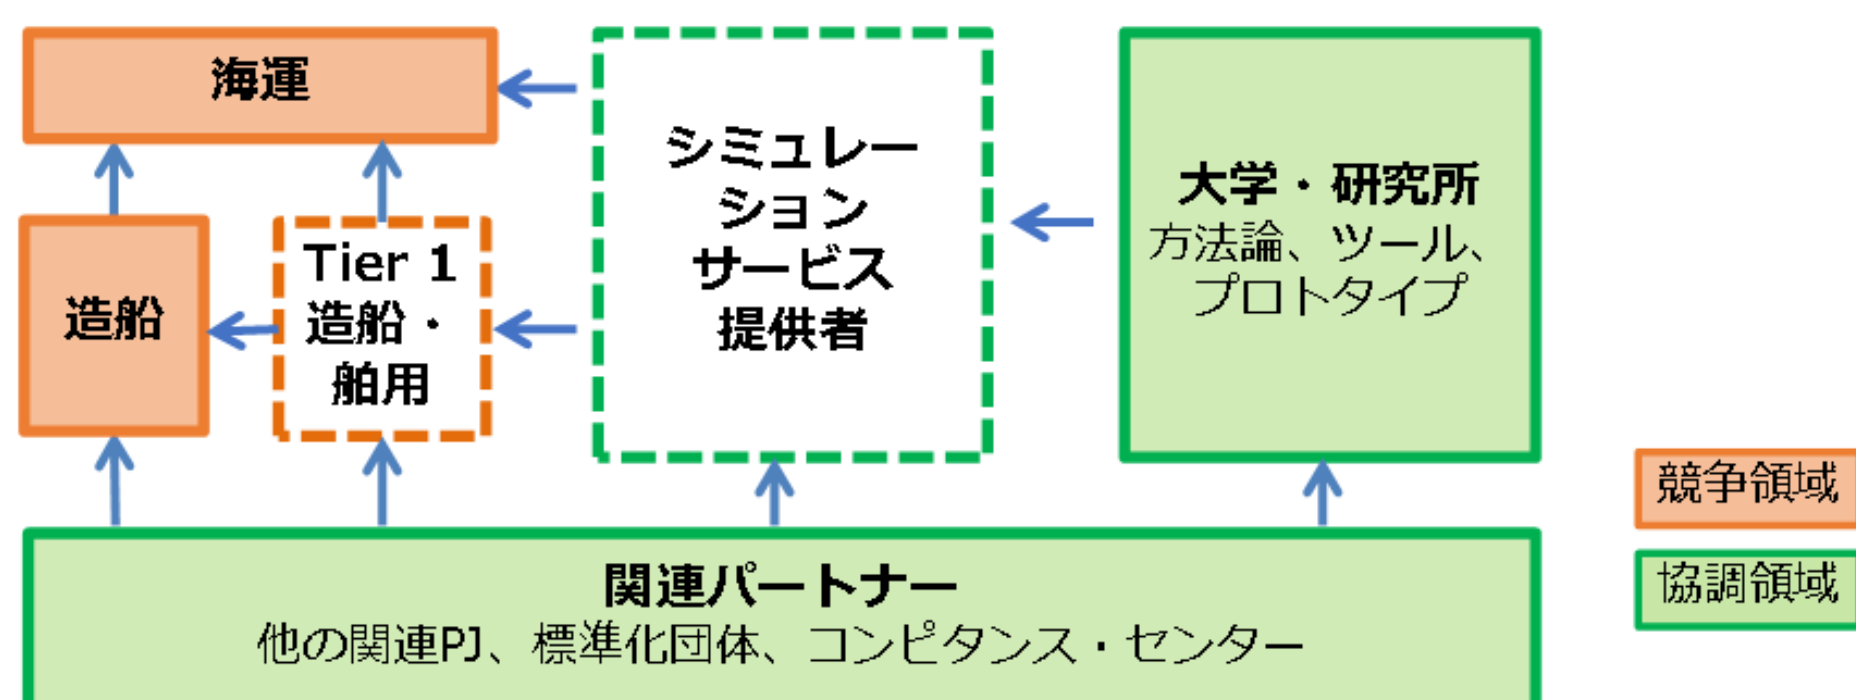 海運
造船
Tier 1
造船・
舶用
シミュレー
ション
サービス
提供者
大学・研究所
方法論、ツール、
プロトタイプ
関連パートナー
他の関連PJ、標準化団体、コンピタンス・センター
競争領域
協調領域